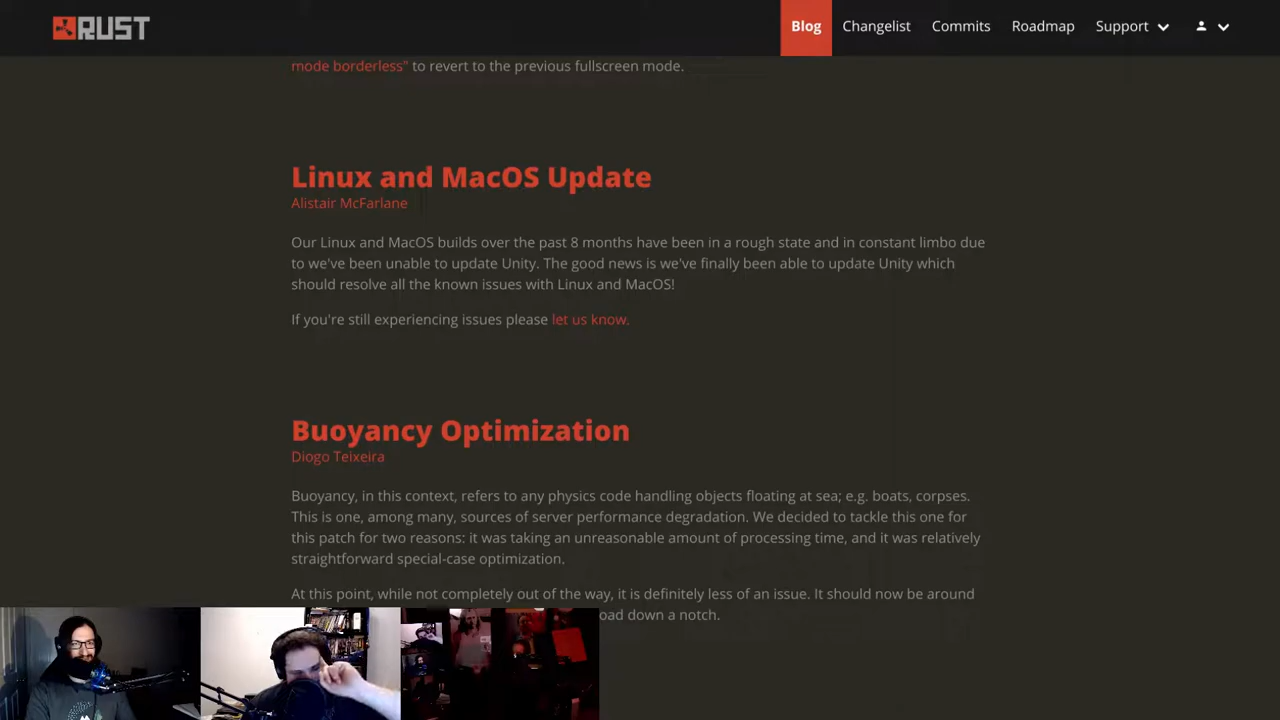 RUST
Blog
Changelist
Commits
Roadmap
Support
mode borderless" to revert to the previous fullscreen mode.
Linux and MacOS Update
Alistair McFarlane
Our Linux and MacOS builds over the past 8 months have been in a rough state and in constant limbo due
to we've been unable to update Unity. The good news is we've finally been able to update Unity which
should resolve all the known issues with Linux and MacOS!
If you're still experiencing issues please let us know.
Buoyancy Optimization
Diogo Teixeira
Buoyancy, in this context, refers to any physics code handling objects floating at sea; e.g. boats, corpses.
This is one, among many, sources of server performance degradation. We decided to tackle this one for
this patch for two reasons: it was taking an unreasonable amount of processing time, and it was relatively
straightforward special-case optimization.
At this point, while not completely out of the way, it is definitely less of an issue. It should now be around
oad down a notch.